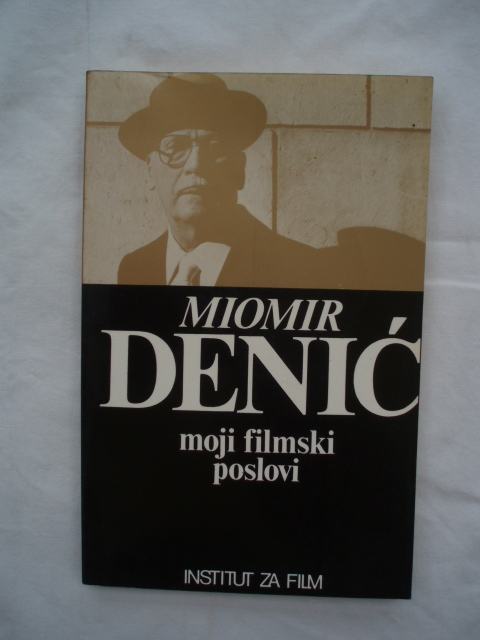 MIOMIR
DENIĆ
moji filmski
poslovi
INSTITUT ZA FILM